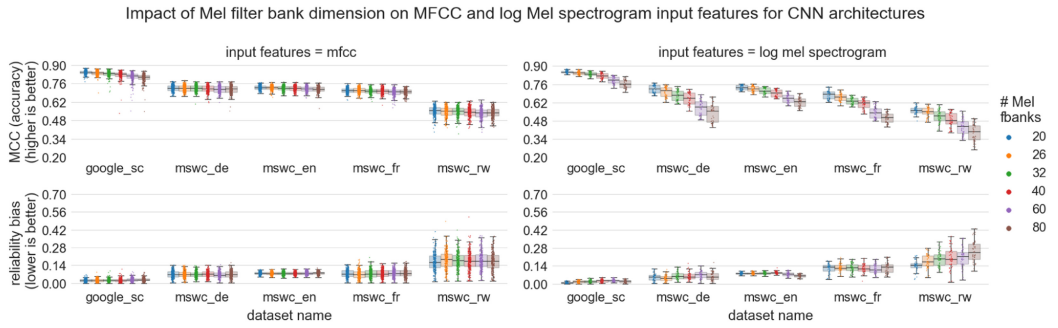 Impact of Mel filter bank dimension on MFCC and log Mel spectrogram input features for CNN architectures
input features = mfcc
input features = log mel spectrogram
MCC (accuracy)
(higher is better)
0.90
0.76
0.62
0.48
0.34
0.20
google_sc
mswc_de
mswc_en
mswc_fr
mswc_rw
0.90
0.76
0.62
0.48
0.34
0.20
google_sc
mswc_de
mswc_en
mswc_fr
mswc_rw
reliability bias
(lower is better)
0.70
0.56
0.42
0.28
0.14
0.00
google_sc
mswc_de
mswc_en
mswc_fr
mswc_rw
dataset name
0.70
0.56
0.42
0.28
0.14
0.00
google_sc
mswc_de
mswc_en
mswc_fr
mswc_rw
dataset name
# Mel
fbanks
20
26
32
40
60
80